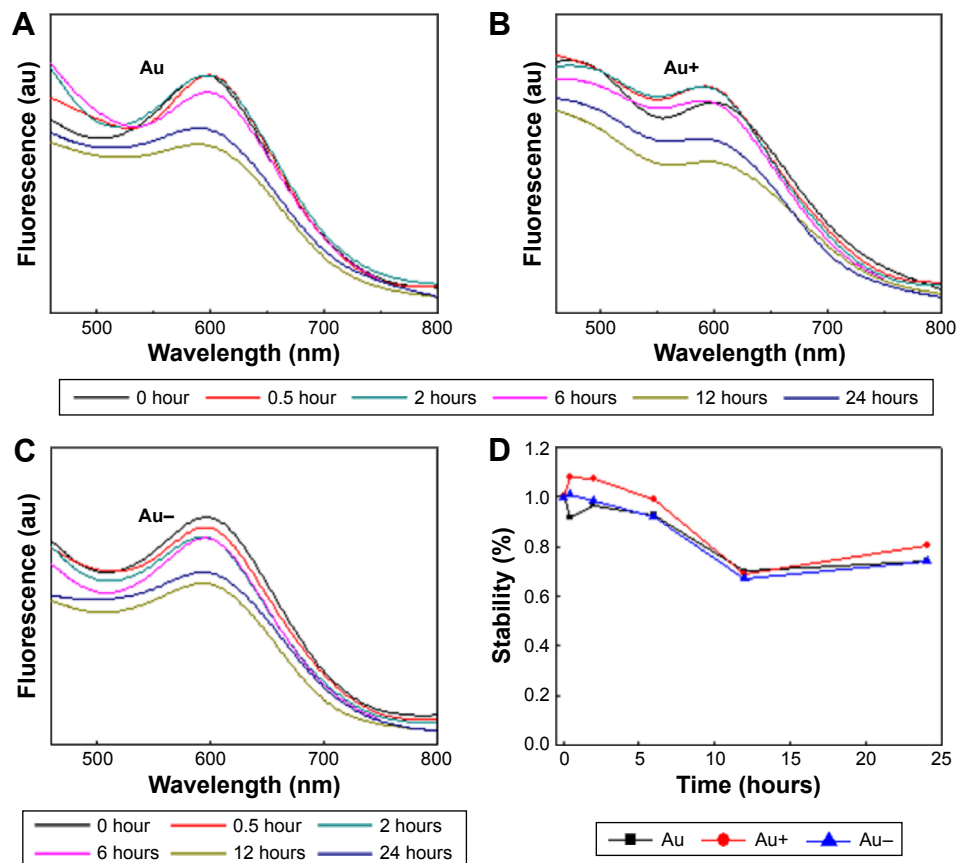 A
Fluorescence (au)
Au
500 600 700 800
Wavelength (nm)
B
Fluorescence (au)
Au+
500 600 700 800
Wavelength (nm)
0 hour 0.5 hour 2 hours 6 hours 12 hours 24 hours
C
Fluorescence (au)
Au–
500 600 700 800
Wavelength (nm)
0 hour 0.5 hour 2 hours
6 hours 12 hours 24 hours
D
Stability (%)
1.2
1.0
0.8
0.6
0.4
0.2
0.0
0 5 10 15 20 25
Time (hours)
Au Au+ Au–